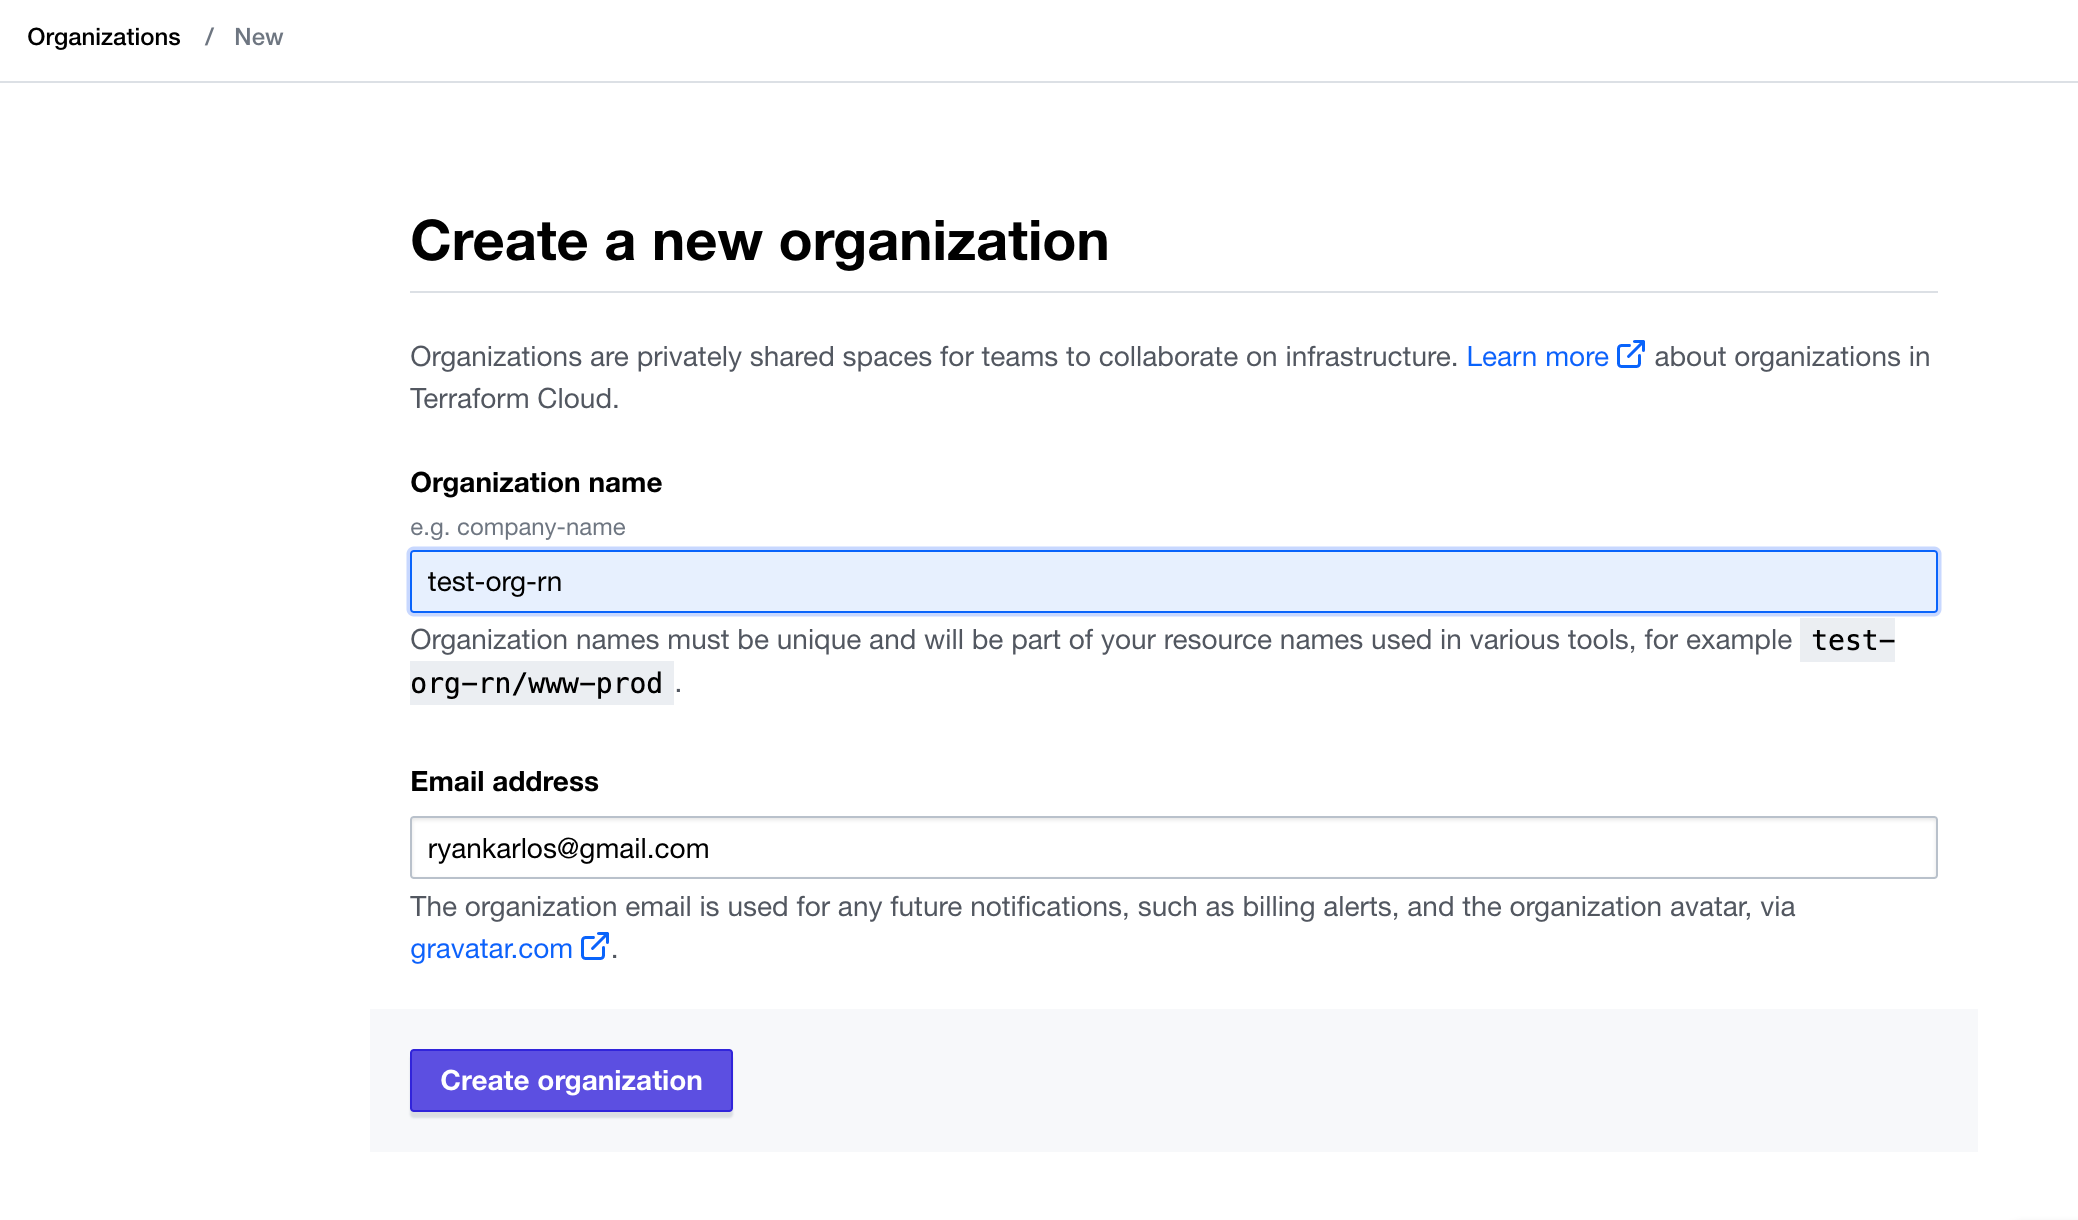 Organizations / New
Create a new organization
Organizations are privately shared spaces for teams to collaborate on infrastructure. Learn more about organizations in
Terraform Cloud.
Organization name
e.g. company-name
test-org-rn
Organization names must be unique and will be part of your resource names used in various tools, for example test-
org-rn/www-prod .
Email address
ryankarlos@gmail.com
The organization email is used for any future notifications, such as billing alerts, and the organization avatar, via
gravatar.com .
Create organization